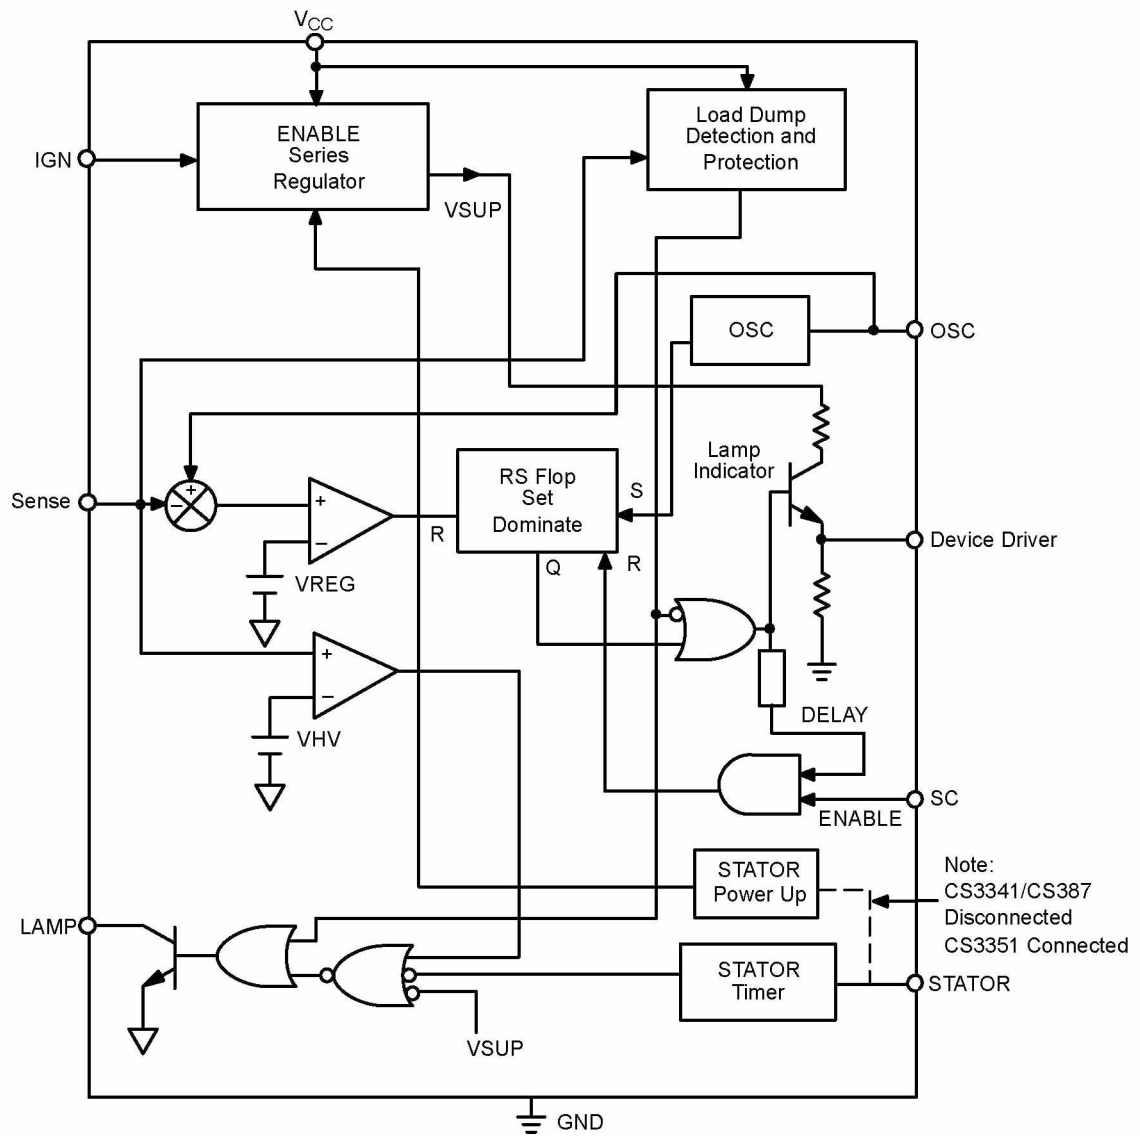 VCC
ENABLE
Series
Regulator
Load Dump
Detection and
Protection
IGN
VSUP
OSC
OSC
Lamp
Indicator
Sense
+
−
+
−
VREG
R
RS Flop
Set
Dominate
S
R
Q
Device Driver
+
−
VHV
DELAY
ENABLE
SC
STATOR
Power Up
Note:
CS3341/CS387
Disconnected
CS3351 Connected
LAMP
STATOR
Timer
STATOR
VSUP
GND